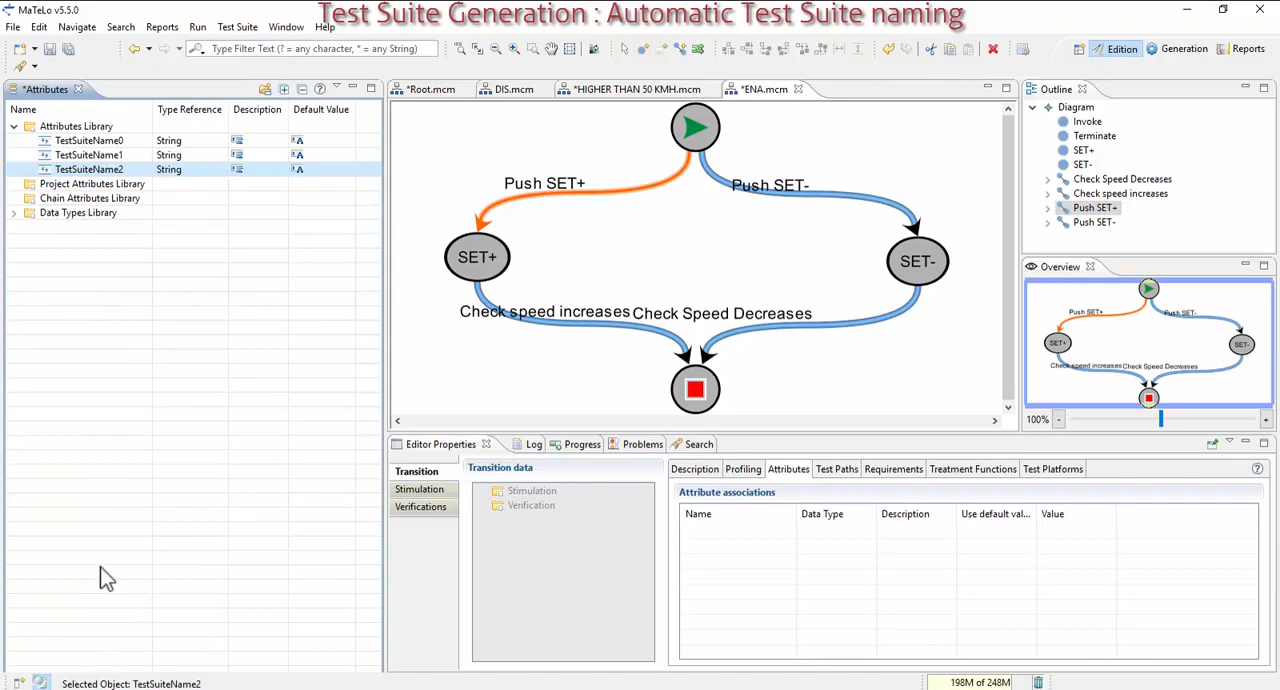 MaTeLo v5.5.0
Test Suite Generation : Automatic Test Suite naming
File Edit Navigate Search Reports Run Test Suite Window Help
Type Filter Text (? = any character, * = any String)
Edition Generation Reports
*Attributes
Name Type Reference Description Default Value
Attributes Library
TestSuiteName0 String
TestSuiteName1 String
TestSuiteName2 String
Project Attributes Library
Chain Attributes Library
Data Types Library
*Root.mcm DIS.mcm *HIGHER THAN 50 KMH.mcm *ENA.mcm
Push SET+ Push SET-
SET+ SET-
Check speed increases Check Speed Decreases
Outline
Diagram
Invoke
Terminate
SET+
SET-
Check Speed Decreases
Check speed increases
Push SET+
Push SET-
Overview
Push SET+ Push SET-
SET+ SET-
Check speed increases Check Speed Decreases
100% - +
Editor Properties Log Progress Problems Search
Transition
Stimulation
Verifications
Transition data
Stimulation
Verification
Description Profiling Attributes Test Paths Requirements Treatment Functions Test Platforms
Attribute associations
Name Data Type Description Use default val... Value
Selected Object: TestSuiteName2
198M of 248M